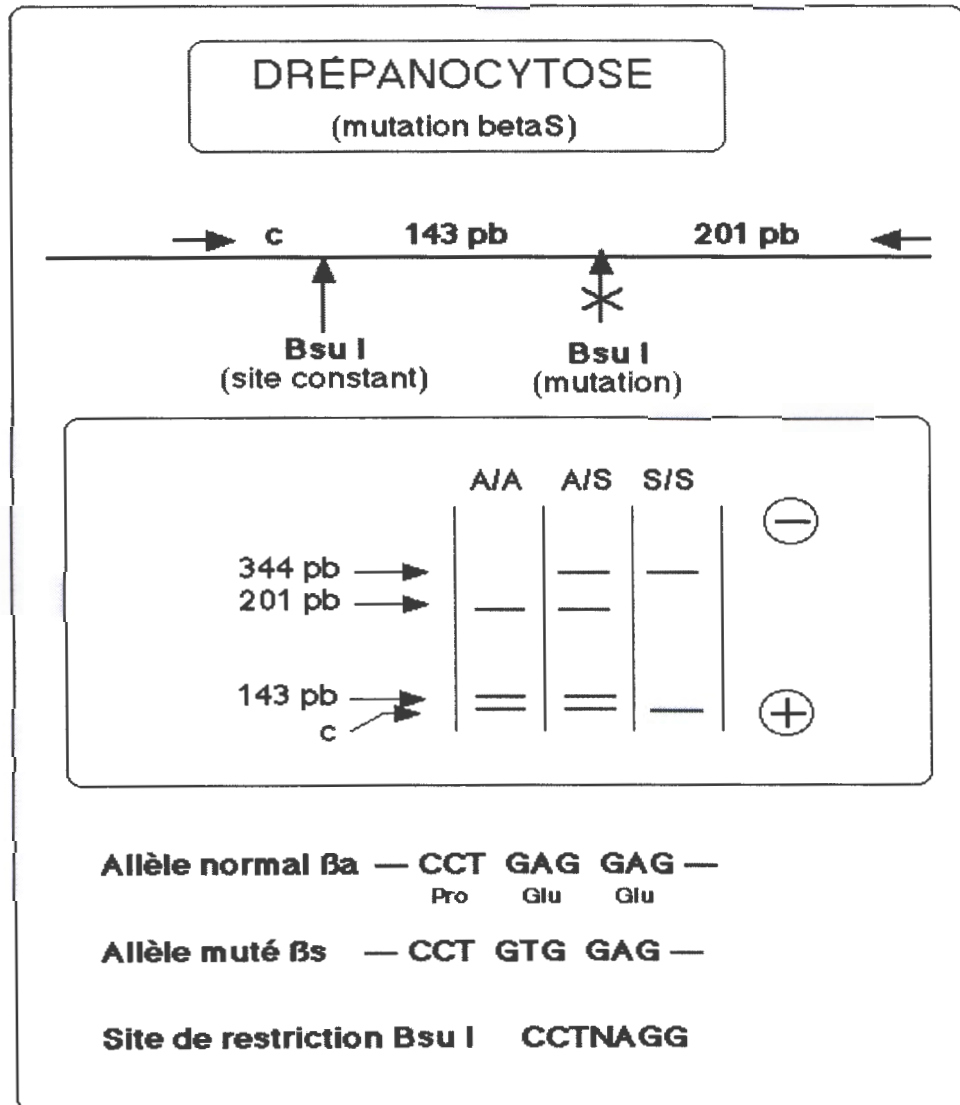 DRÉPANOCYTOSE
(mutation betaS)
c 143 pb 201 pb
Bsu I Bsu I
(site constant) (mutation)
A/A A/S S/S
344 pb
201 pb
143 pb
c
Allèle normal ßa — CCT GAG GAG —
Pro Glu Glu
Allèle muté ßs — CCT GTG GAG —
Site de restriction Bsu I CCTNAGG